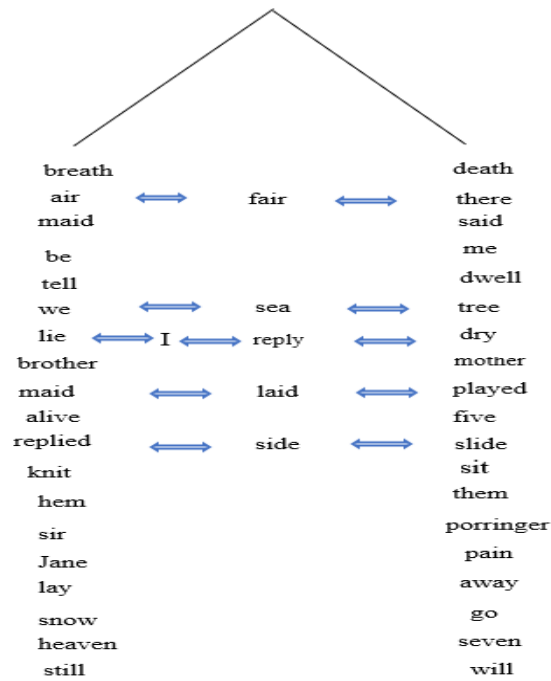 breath death
air fair there
maid said
be me
tell dwell
we sea tree
lie I reply dry
brother mother
maid laid played
alive five
replied side slide
knit sit
hem them
sir porringer
Jane pain
lay away
snow go
heaven seven
still will